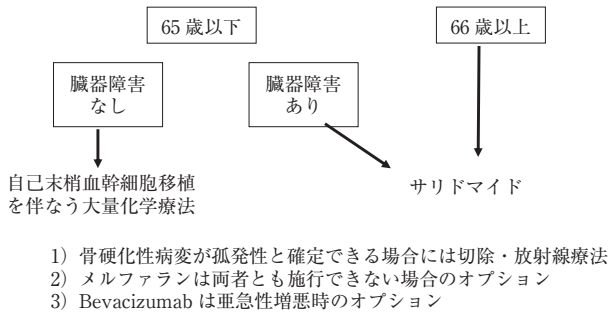 65 歳以下
66 歳以上
臓器障害
なし
臓器障害
あり
自己末梢血幹細胞移植
を伴なう大量化学療法
サリドマイド
1）骨硬化性病変が孤発性と確定できる場合には切除・放射線療法
2）メルファランは両者とも施行できない場合のオプション
3）Bevacizumab は亜急性増悪時のオプション